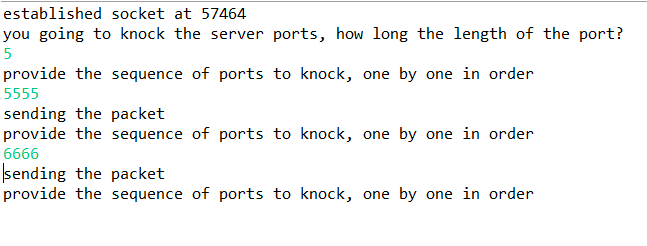 established socket at 57464
you going to knock the server ports, how long the length of the port?
5
provide the sequence of ports to knock, one by one in order
5555
sending the packet
provide the sequence of ports to knock, one by one in order
6666
sending the packet
provide the sequence of ports to knock, one by one in order